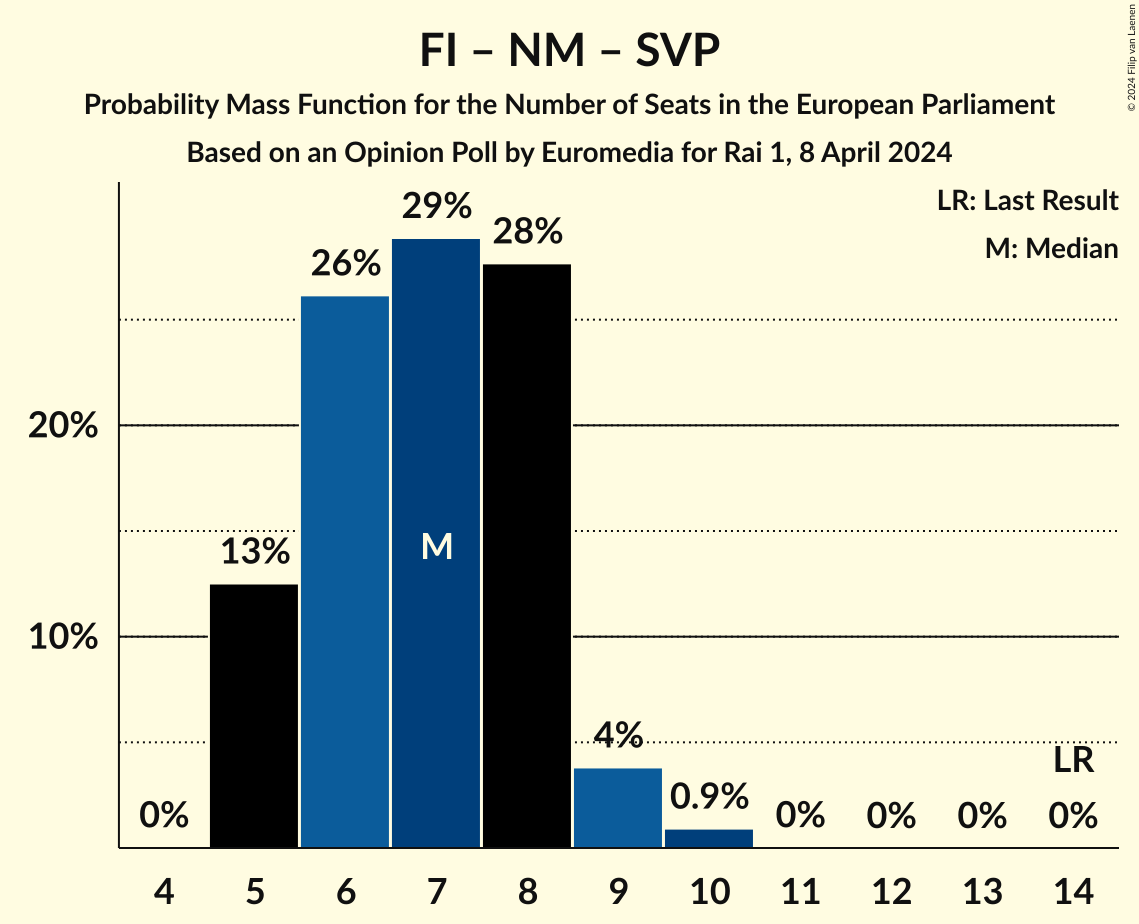 FI – NM – SVP
Probability Mass Function for the Number of Seats in the European Parliament
Based on an Opinion Poll by Euromedia for Rai 1, 8 April 2024
© 2024 Filip van Laenen
LR: Last Result
M: Median
29%
28%
26%
20%
13%
M
10%
4%
LR
0%
0.9%
0%
0%
0%
0%
4 5 6 7 8 9 10 11 12 13 14